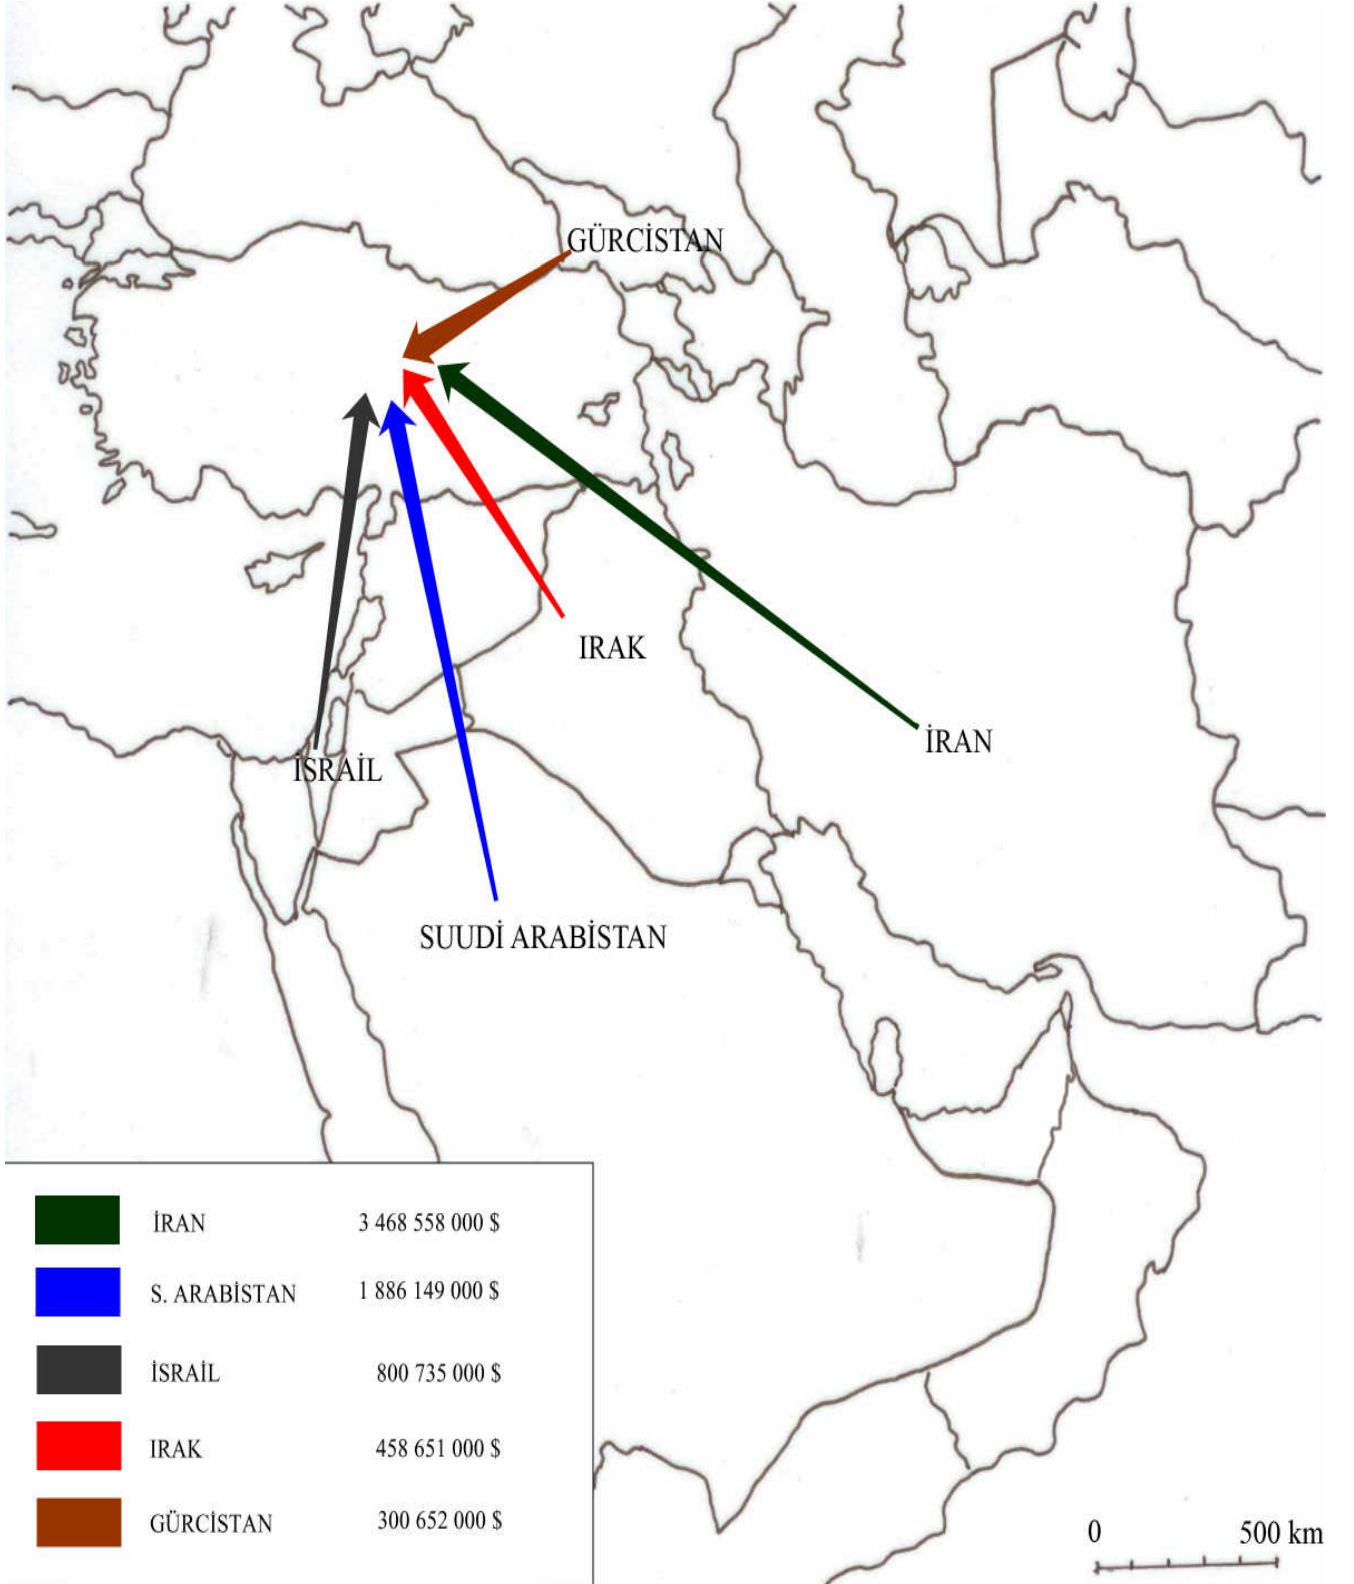 GÜRCİSTAN
IRAK
İRAN
İSRAİL
SUUDİ ARABİSTAN
İRAN 3 468 558 000 $
S. ARABİSTAN 1 886 149 000 $
İSRAİL 800 735 000 $
IRAK 458 651 000 $
GÜRCİSTAN 300 652 000 $
0 500 km